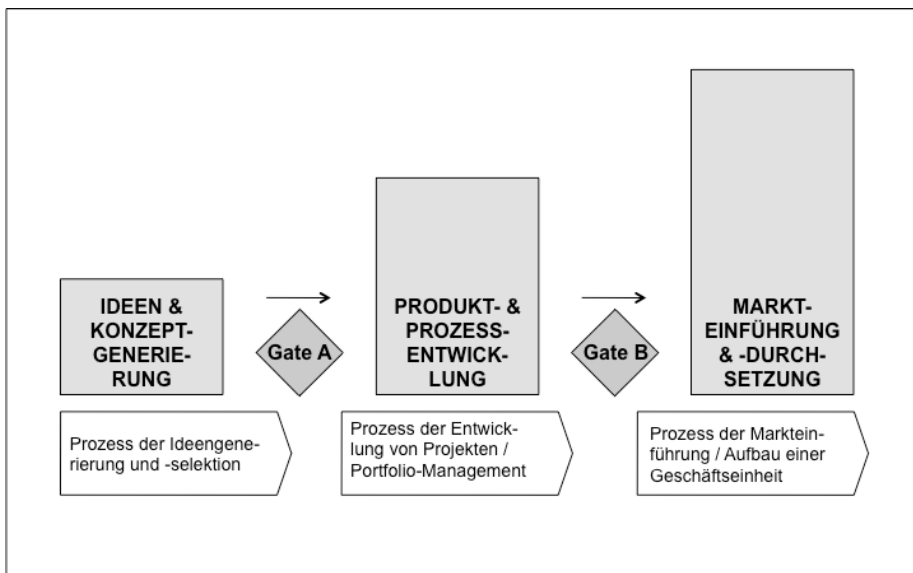 IDEEN &
KONZEPT-
GENERIE-
RUNG
Gate A
PRODUKT- &
PROZESS-
ENTWICK-
LUNG
Gate B
MARKT-
EINFÜHRUNG
& -DURCH-
SETZUNG
Prozess der Ideengene-
rierung und -selektion
Prozess der Entwick-
lung von Projekten /
Portfolio-Management
Prozess der Marktein-
führung / Aufbau einer
Geschäftseinheit